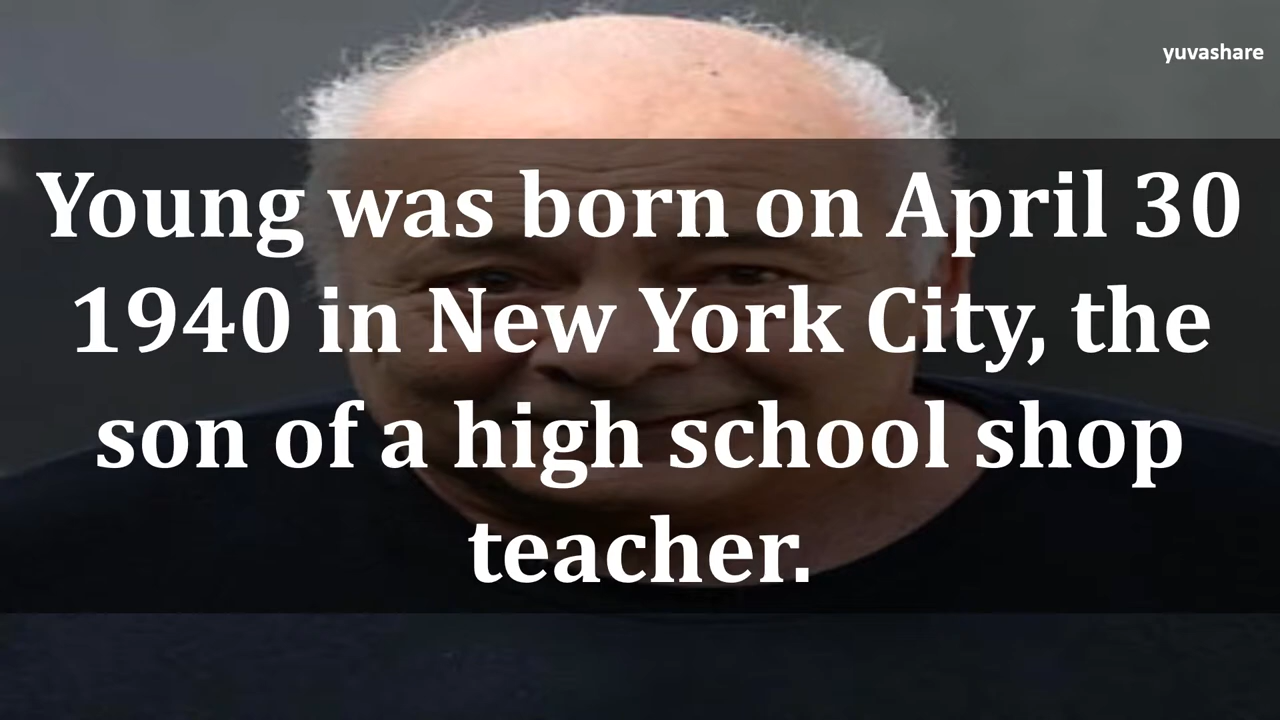 yuvashare
Young was born on April 30
1940 in New York City, the
son of a high school shop
teacher.